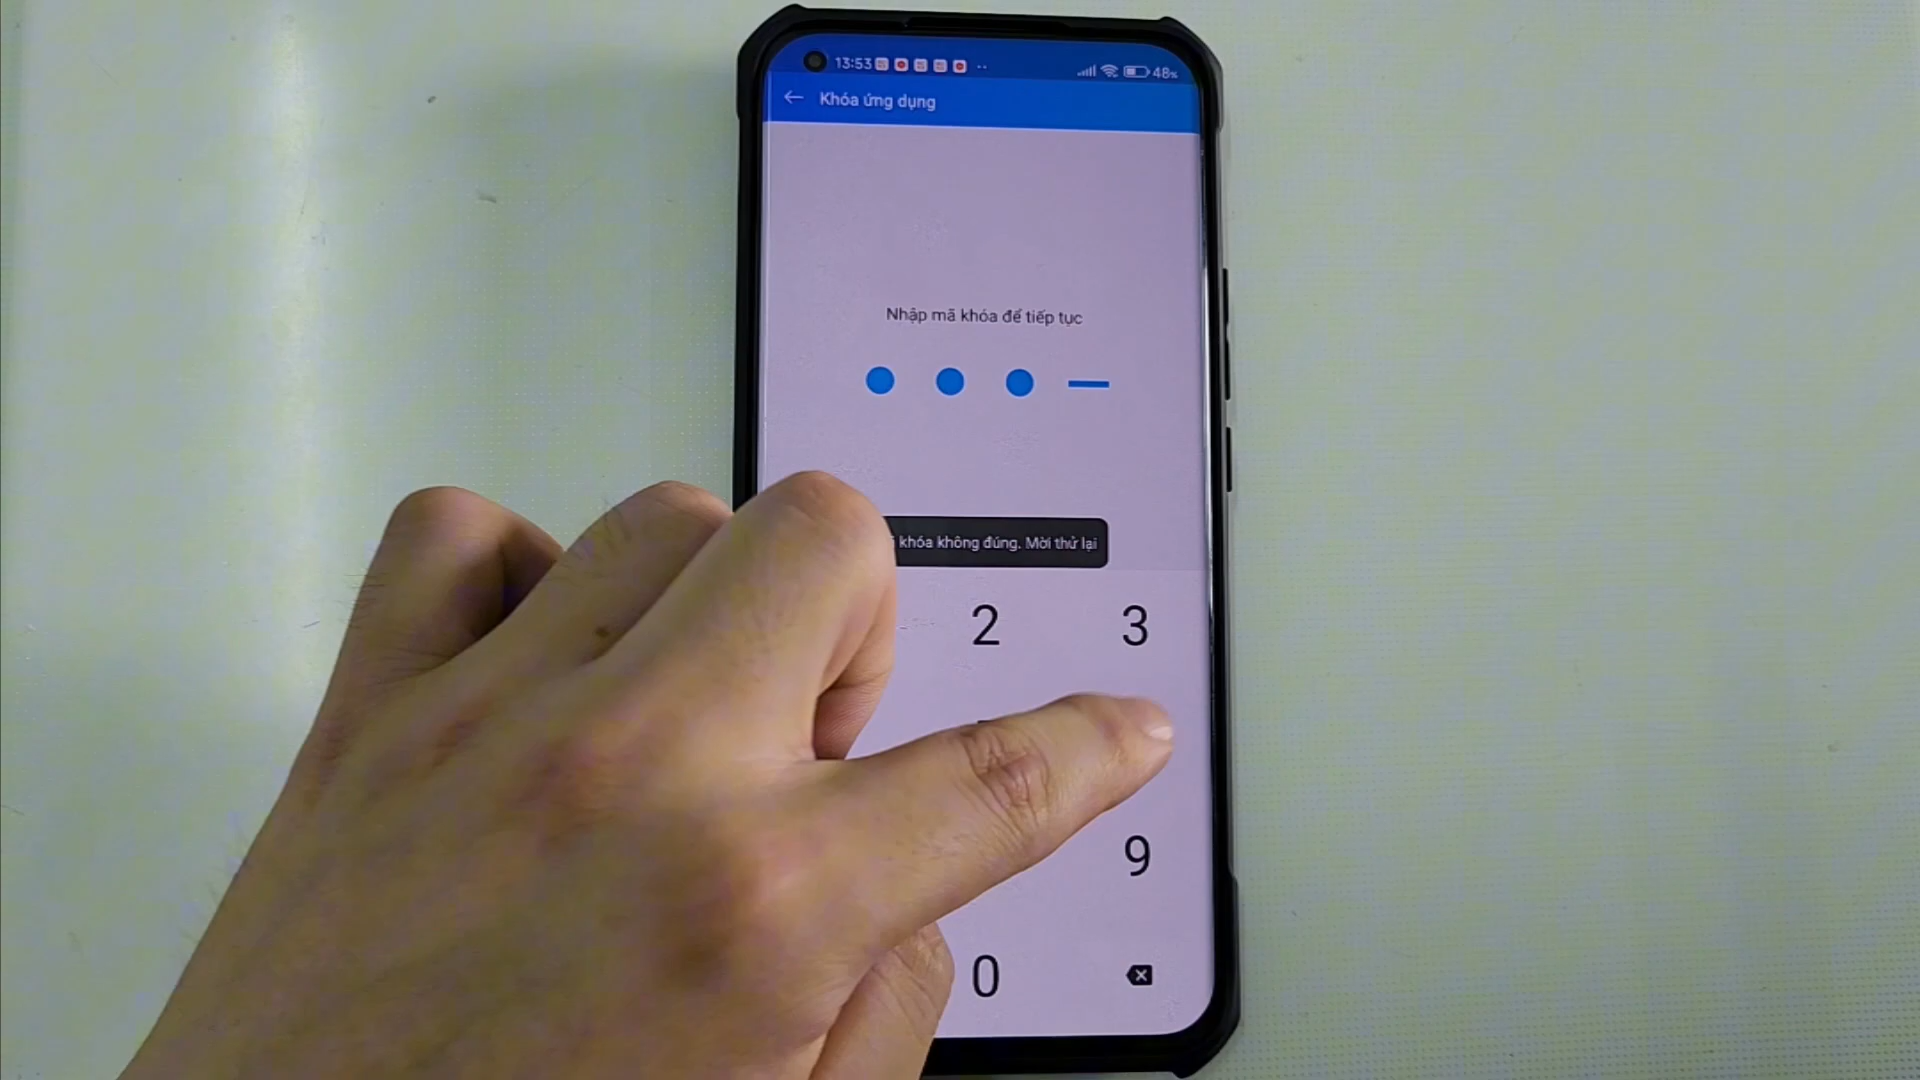 13:53 48%
Khóa ứng dụng
Nhập mã khóa để tiếp tục
khóa không đúng. Mời thử lại
2 3
9
0